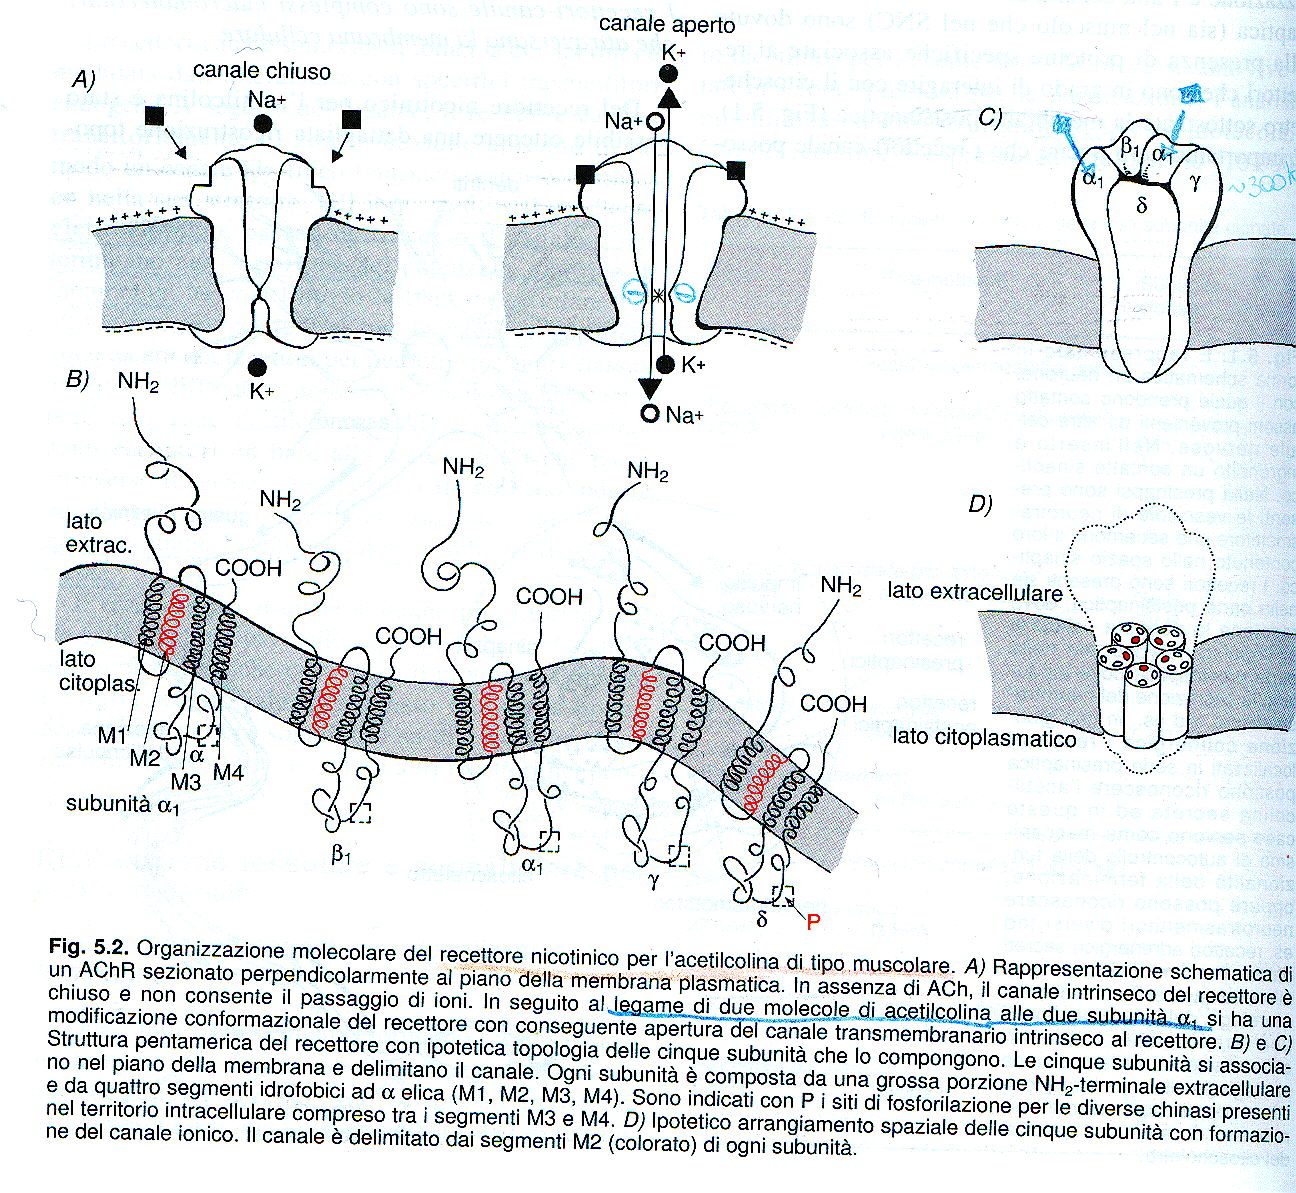 A)
canale chiuso
Na+
K+
canale aperto
K+
Na+
K+
Na+
C)
β1
α1
α1
γ
δ
B)
NH2
NH2
NH2
NH2
NH2
lato
extrac.
COOH
COOH
COOH
COOH
COOH
lato
citoplas.
M1
M2
M3
M4
α
subunità α1
β1
α1
γ
δ
P
D)
lato extracellulare
lato citoplasmatico
Fig. 5.2. Organizzazione molecolare del recettore nicotinico per l'acetilcolina di tipo muscolare. A) Rappresentazione schematica di
un AChR sezionato perpendicolarmente al piano della membrana plasmatica. In assenza di ACh, il canale intrinseco del recettore è
chiuso e non consente il passaggio di ioni. In seguito al legame di due molecole di acetilcolina alle due subunità α1 si ha una
modificazione conformazionale del recettore con conseguente apertura del canale transmembranario intrinseco al recettore. B) e C)
Struttura pentamerica del recettore con ipotetica topologia delle cinque subunità che lo compongono. Le cinque subunità si associa-
no nel piano della membrana e delimitano il canale. Ogni subunità è composta da una grossa porzione NH2-terminale extracellulare
e da quattro segmenti idrofobici ad α elica (M1, M2, M3, M4). Sono indicati con P i siti di fosforilazione per le diverse chinasi presenti
nel territorio intracellulare compreso tra i segmenti M3 e M4. D) Ipotetico arrangiamento spaziale delle cinque subunità con formazio-
ne del canale ionico. Il canale è delimitato dai segmenti M2 (colorato) di ogni subunità.